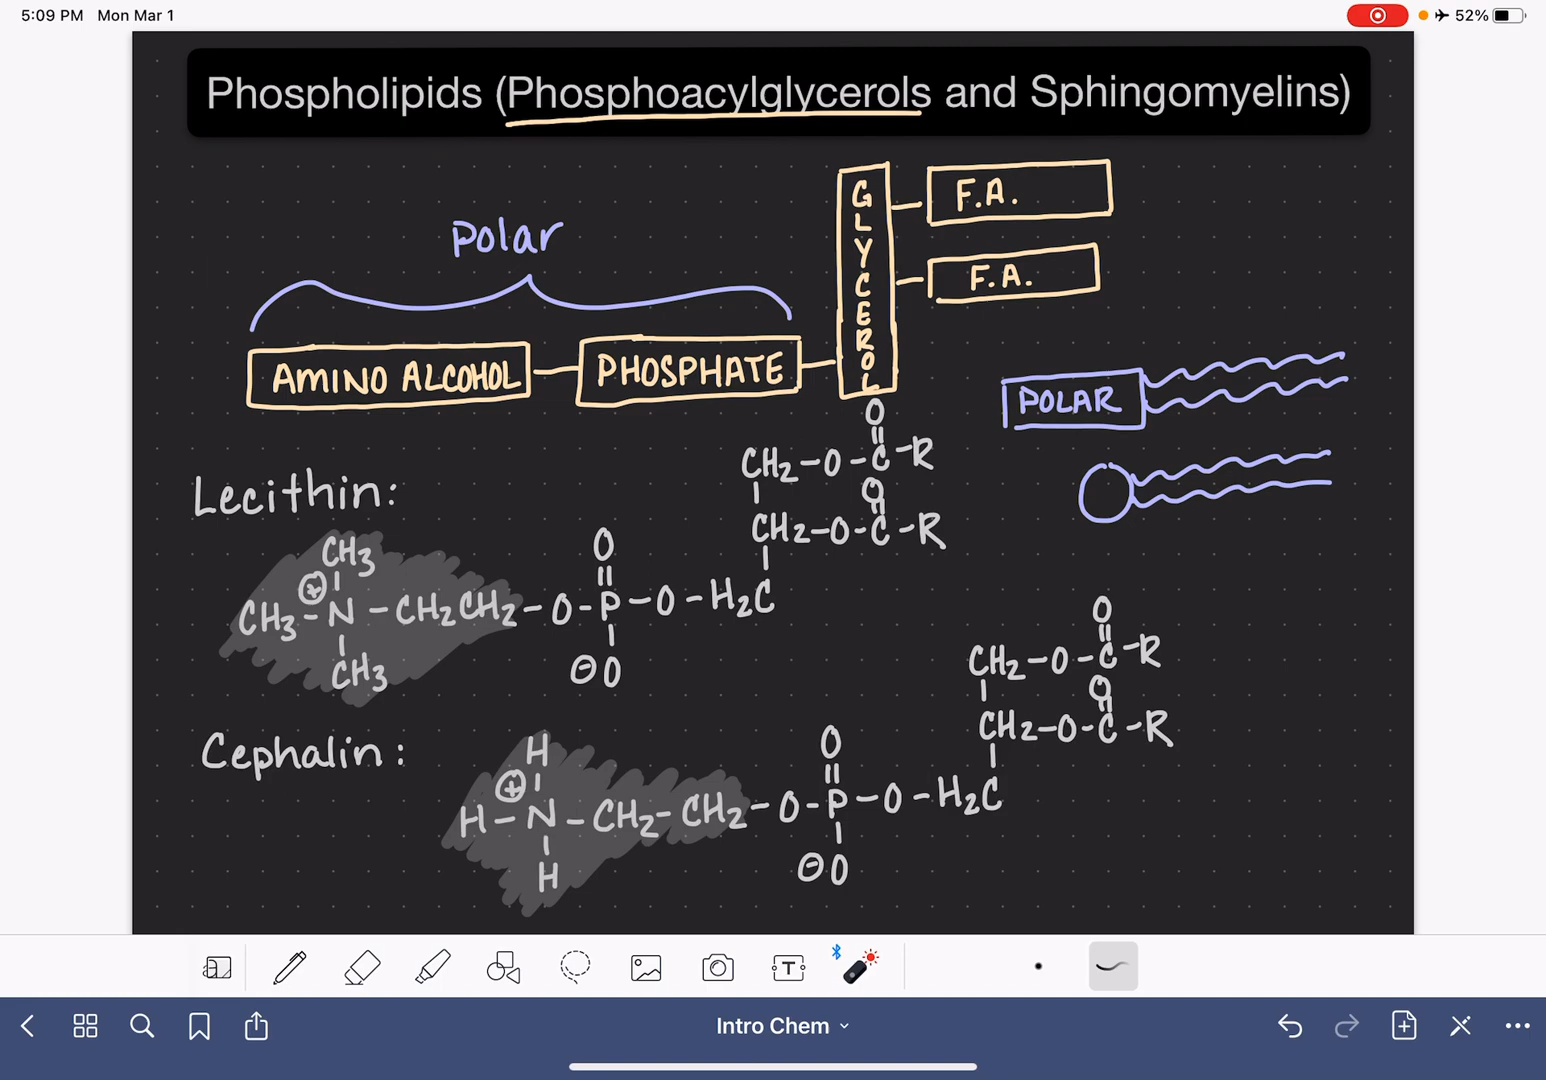 5:09 PM Mon Mar 1
52%
Phospholipids (Phosphoacylglycerols and Sphingomyelins)
GLYCEROL
F.A.
F.A.
Polar
AMINO ALCOHOL
PHOSPHATE
POLAR
Lecithin:
O
CH2-O-C-R
O
CH2-O-C-R
CH3 O
⊕
CH3-N-CH2CH2-O-P-O-H2C
CH3 ⊖O
Cephalin:
O
CH2-O-C-R
O
CH2-O-C-R
H O
⊕
H-N-CH2-CH2-O-P-O-H2C
H ⊖O
a
T
Intro Chem